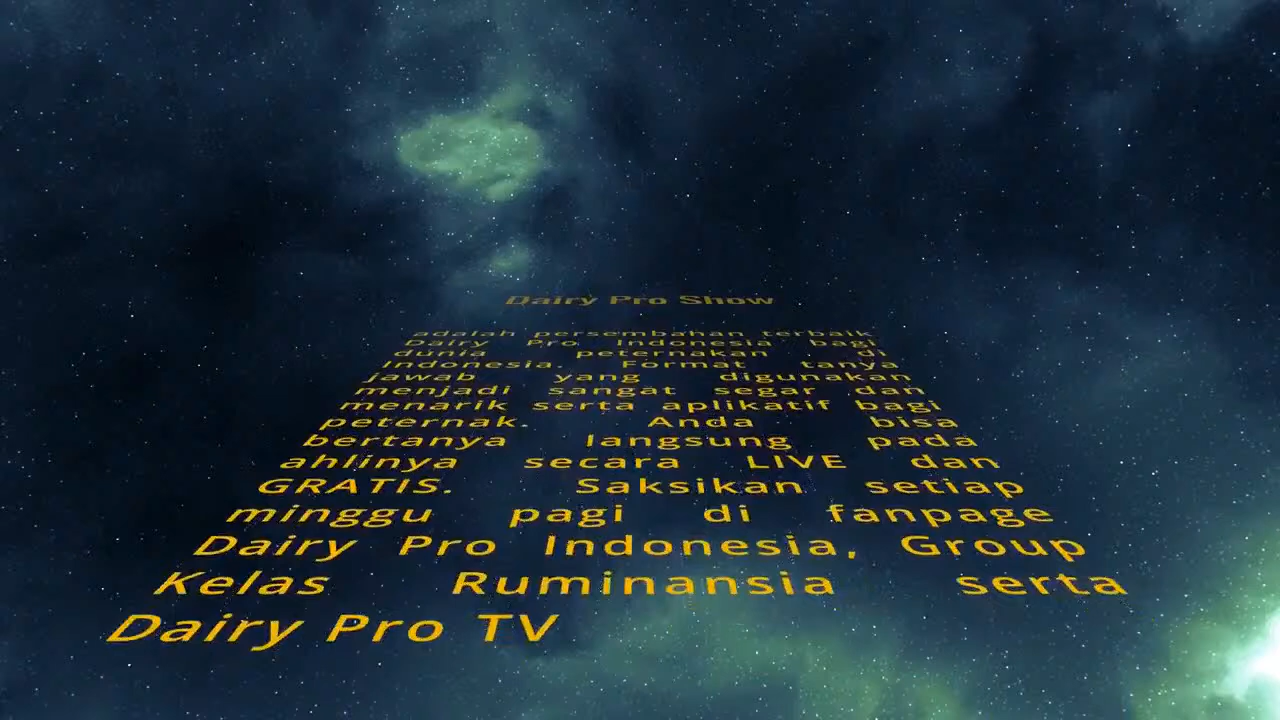 Dairy Pro Show
adalah persembahan terbaik
Dairy Pro Indonesia bagi
dunia peternakan di
Indonesia. Format tanya
jawab yang digunakan
menjadi sangat segar dan
menarik serta aplikatif bagi
peternak. Anda bisa
bertanya langsung pada
ahlinya secara LIVE dan
GRATIS. Saksikan setiap
minggu pagi di fanpage
Dairy Pro Indonesia, Group
Kelas Ruminansia serta
Dairy Pro TV